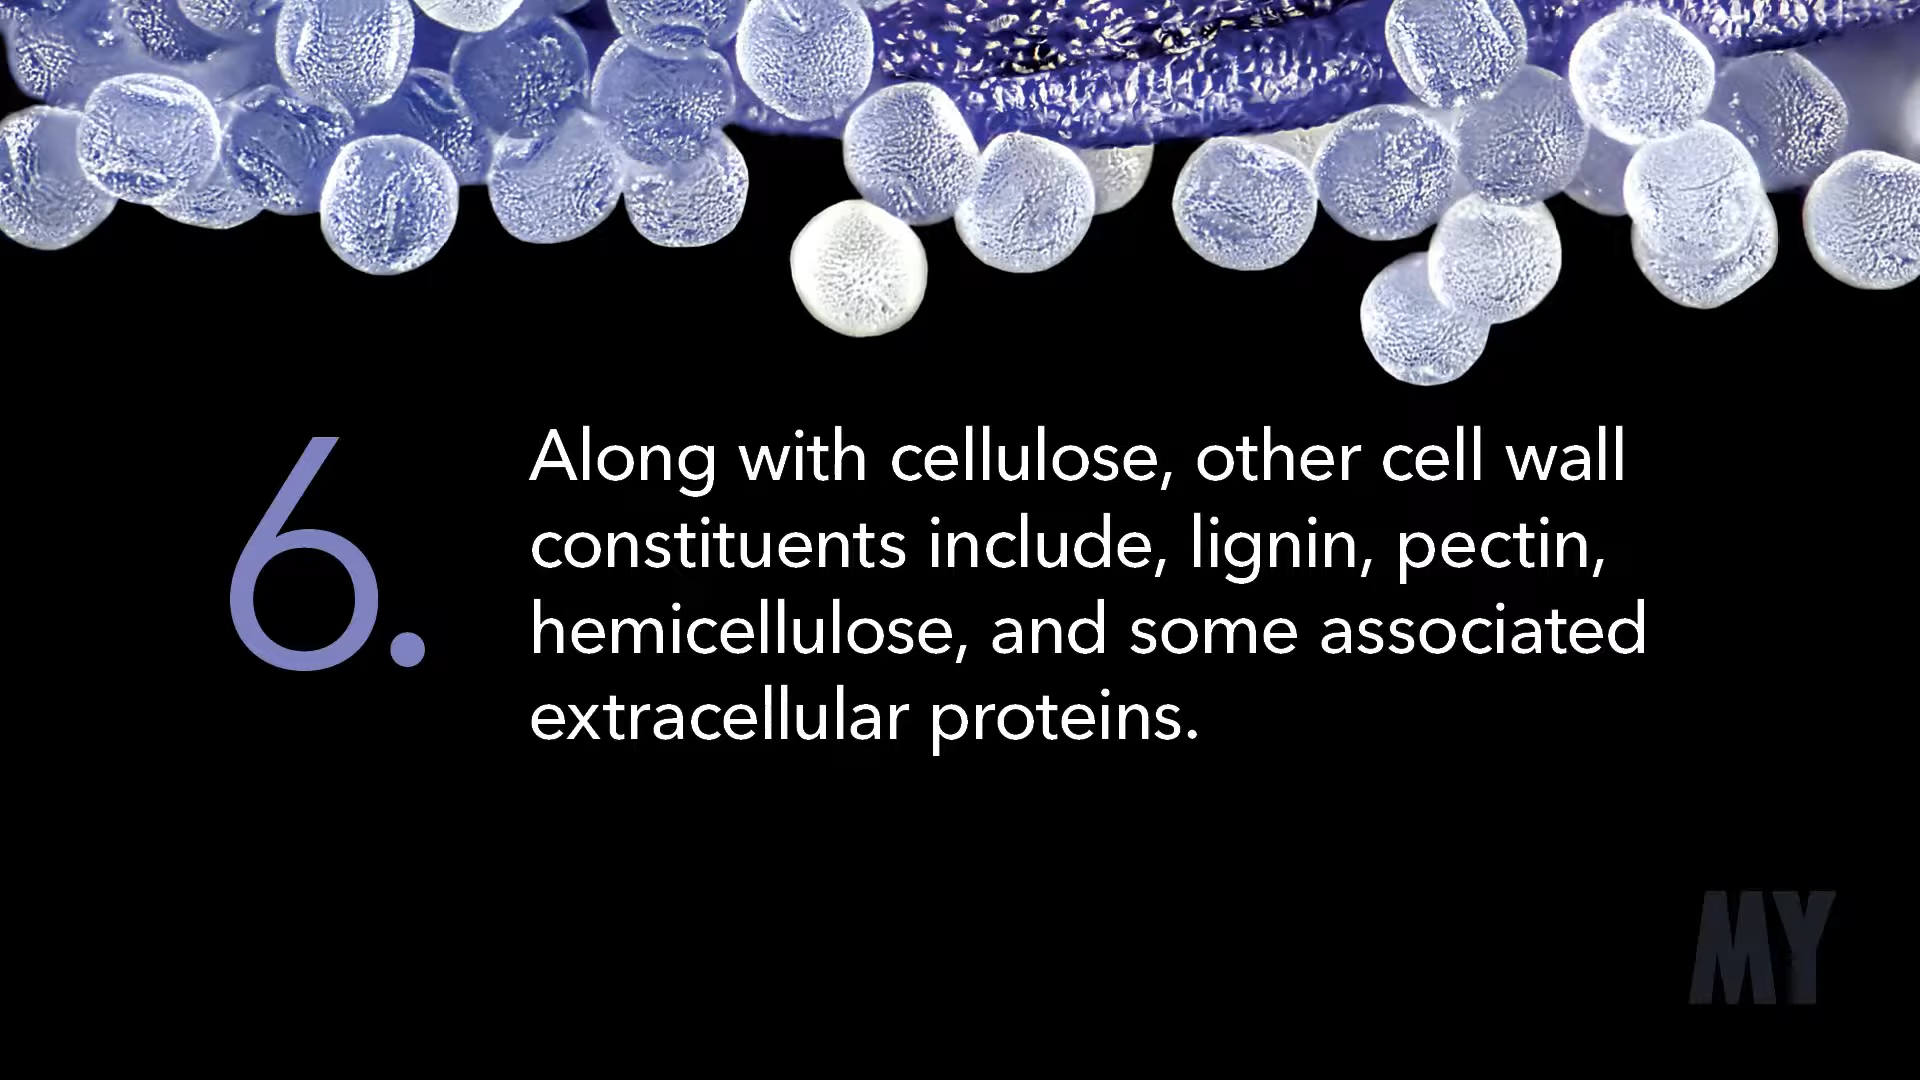 6.
Along with cellulose, other cell wall
constituents include, lignin, pectin,
hemicellulose, and some associated
extracellular proteins.
MY